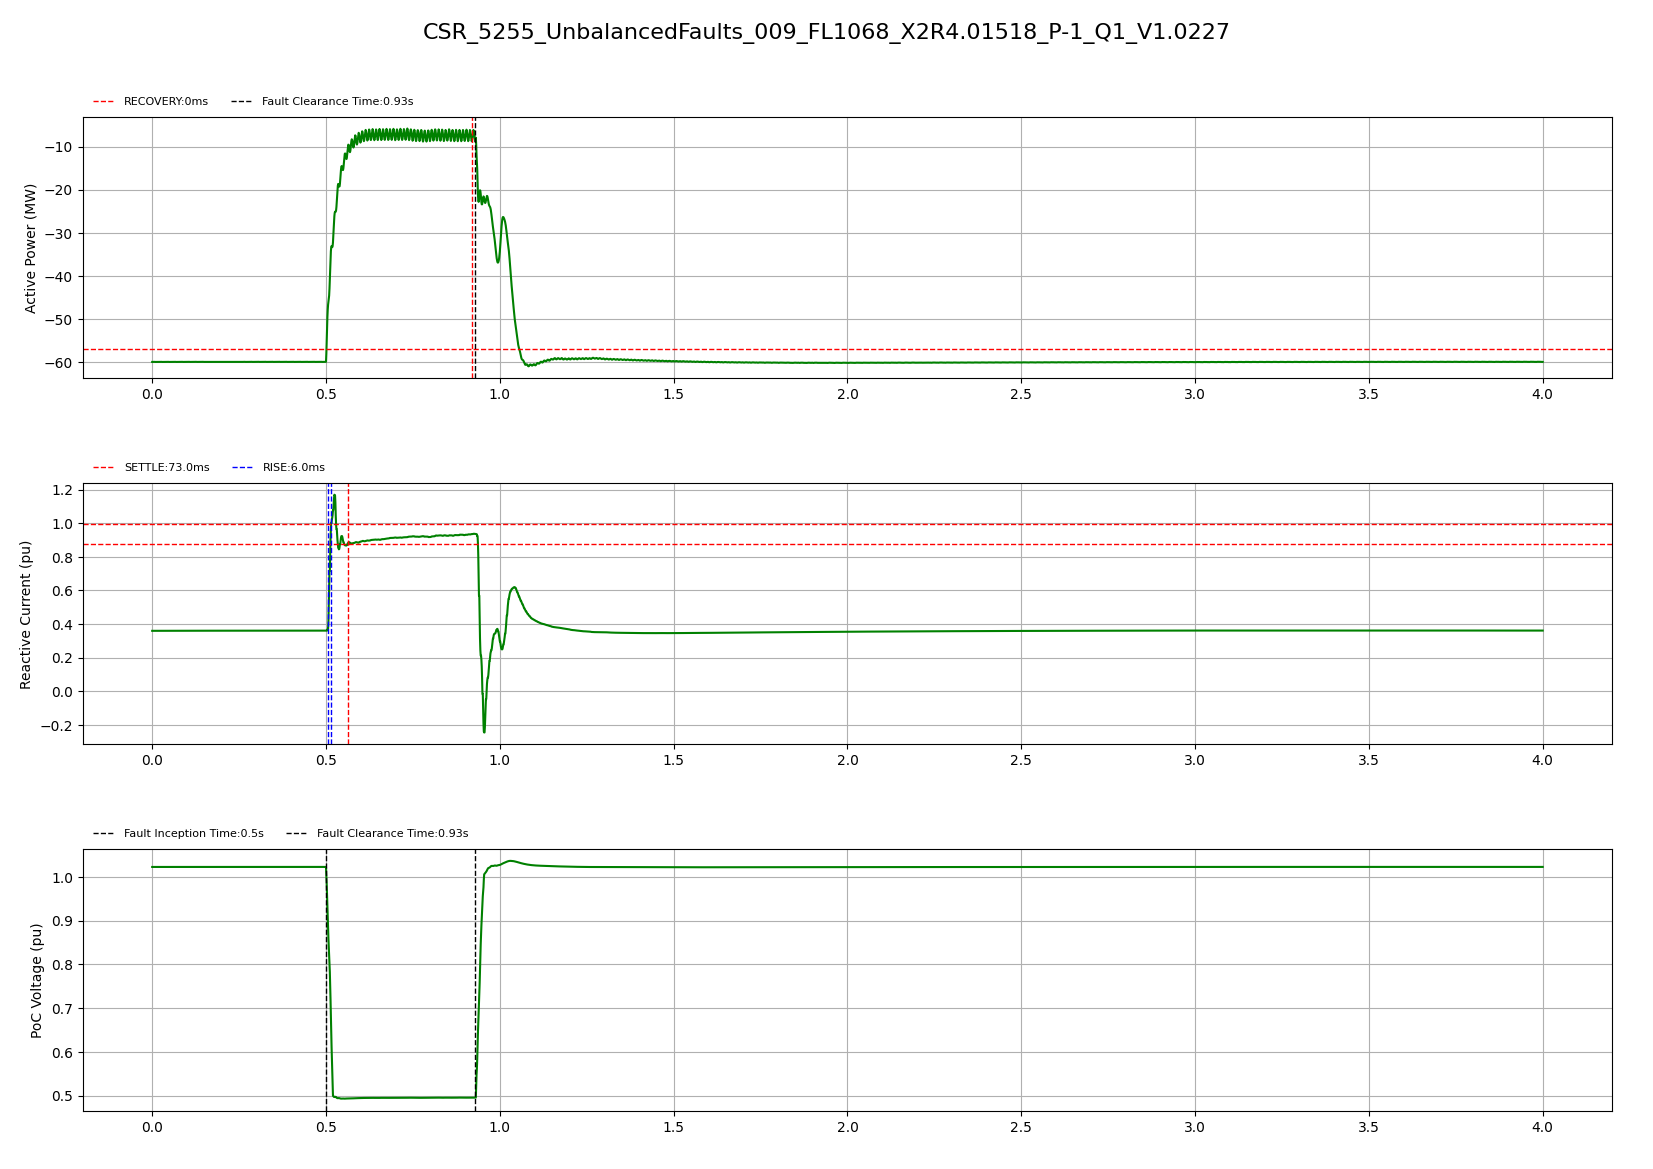 CSR_5255_UnbalancedFaults_009_FL1068_X2R4.01518_P-1_Q1_V1.0227
RECOVERY:0ms Fault Clearance Time:0.93s
Active Power (MW)
−10
−20
−30
−40
−50
−60
0.0 0.5 1.0 1.5 2.0 2.5 3.0 3.5 4.0
SETTLE:73.0ms RISE:6.0ms
Reactive Current (pu)
1.2
1.0
0.8
0.6
0.4
0.2
0.0
−0.2
0.0 0.5 1.0 1.5 2.0 2.5 3.0 3.5 4.0
Fault Inception Time:0.5s Fault Clearance Time:0.93s
PoC Voltage (pu)
1.0
0.9
0.8
0.7
0.6
0.5
0.0 0.5 1.0 1.5 2.0 2.5 3.0 3.5 4.0